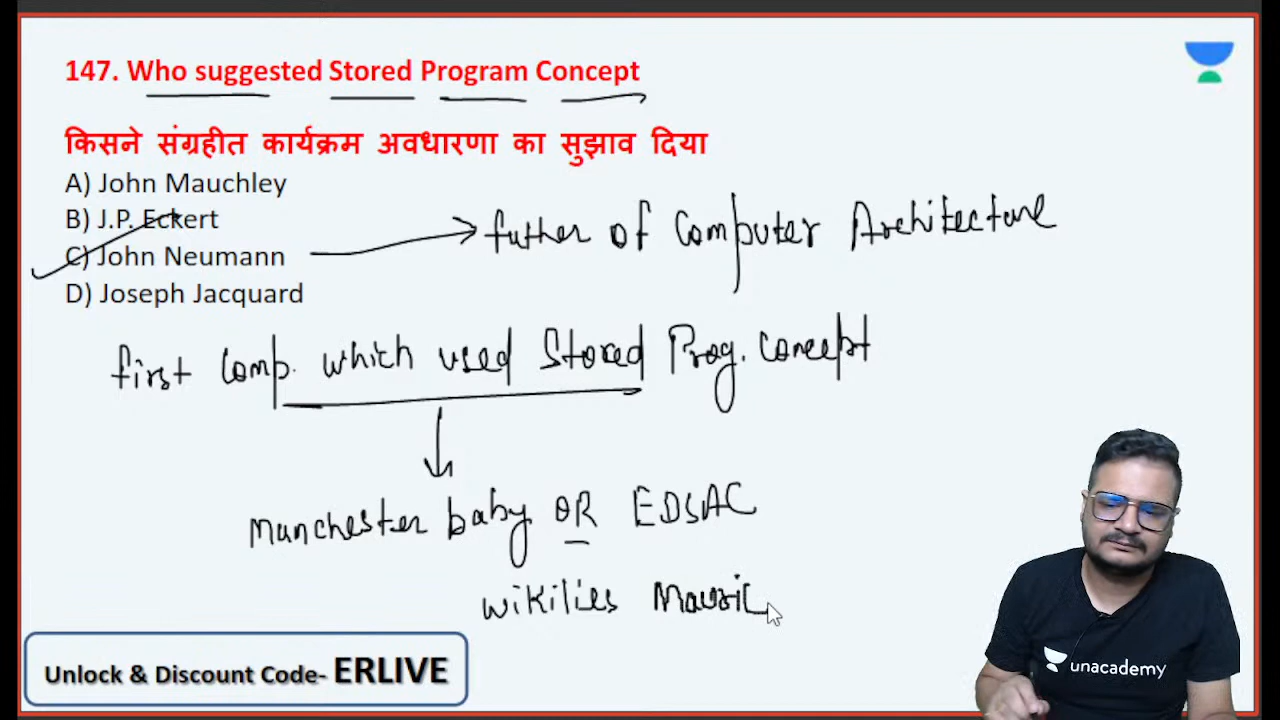 147. Who suggested Stored Program Concept
किसने संग्रहीत कार्यक्रम अवधारणा का सुझाव दिया
A) John Mauchley
B) J.P. Eckert
C) John Neumann
D) Joseph Jacquard
father of Computer Architecture
first Comp. which used Stored Prog. concept
Manchester baby OR EDSAC
wikilies Mauric
Unlock & Discount Code- ERLIVE
unacademy